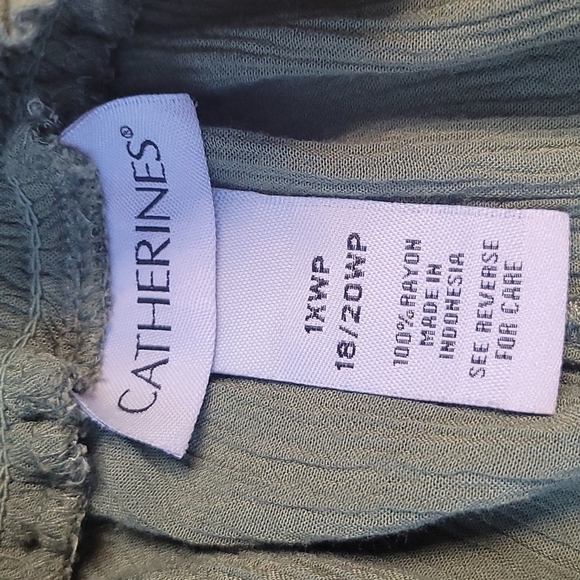 CATHERINES®
1XWP
18/20WP
100% RAYON
MADE IN
INDONESIA
SEE REVERSE
FOR CARE